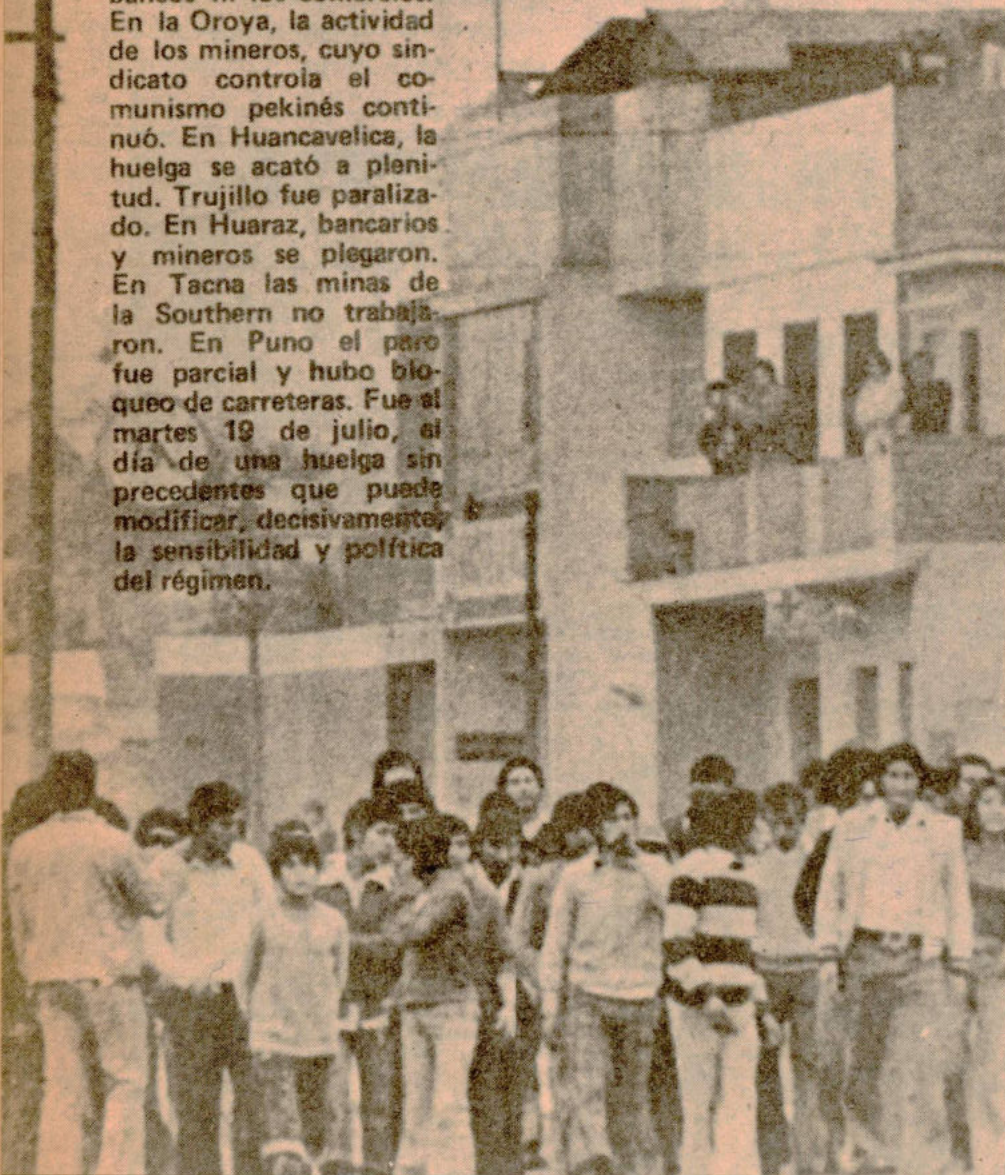 En la Oroya, la actividad
de los mineros, cuyo sin-
dicato controla el co-
munismo pekinés conti-
nuó. En Huancavelica, la
huelga se acató a pleni-
tud. Trujillo fue paraliza-
do. En Huaraz, bancarios
y mineros se plegaron.
En Tacna las minas de
la Southern no trabaja-
ron. En Puno el paro
fue parcial y hubo blo-
queo de carreteras. Fue el
martes 19 de julio, el
día de una huelga sin
precedentes que puede
modificar, decisivamente,
la sensibilidad y política
del régimen.